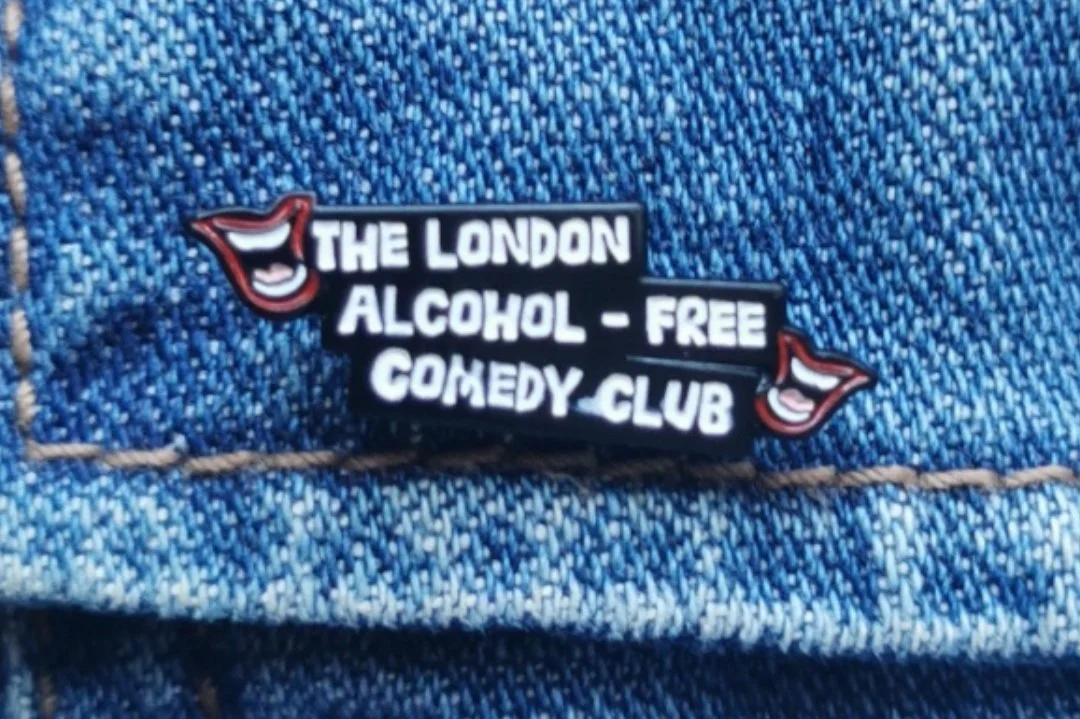 THE LONDON
ALCOHOL - FREE
COMEDY CLUB